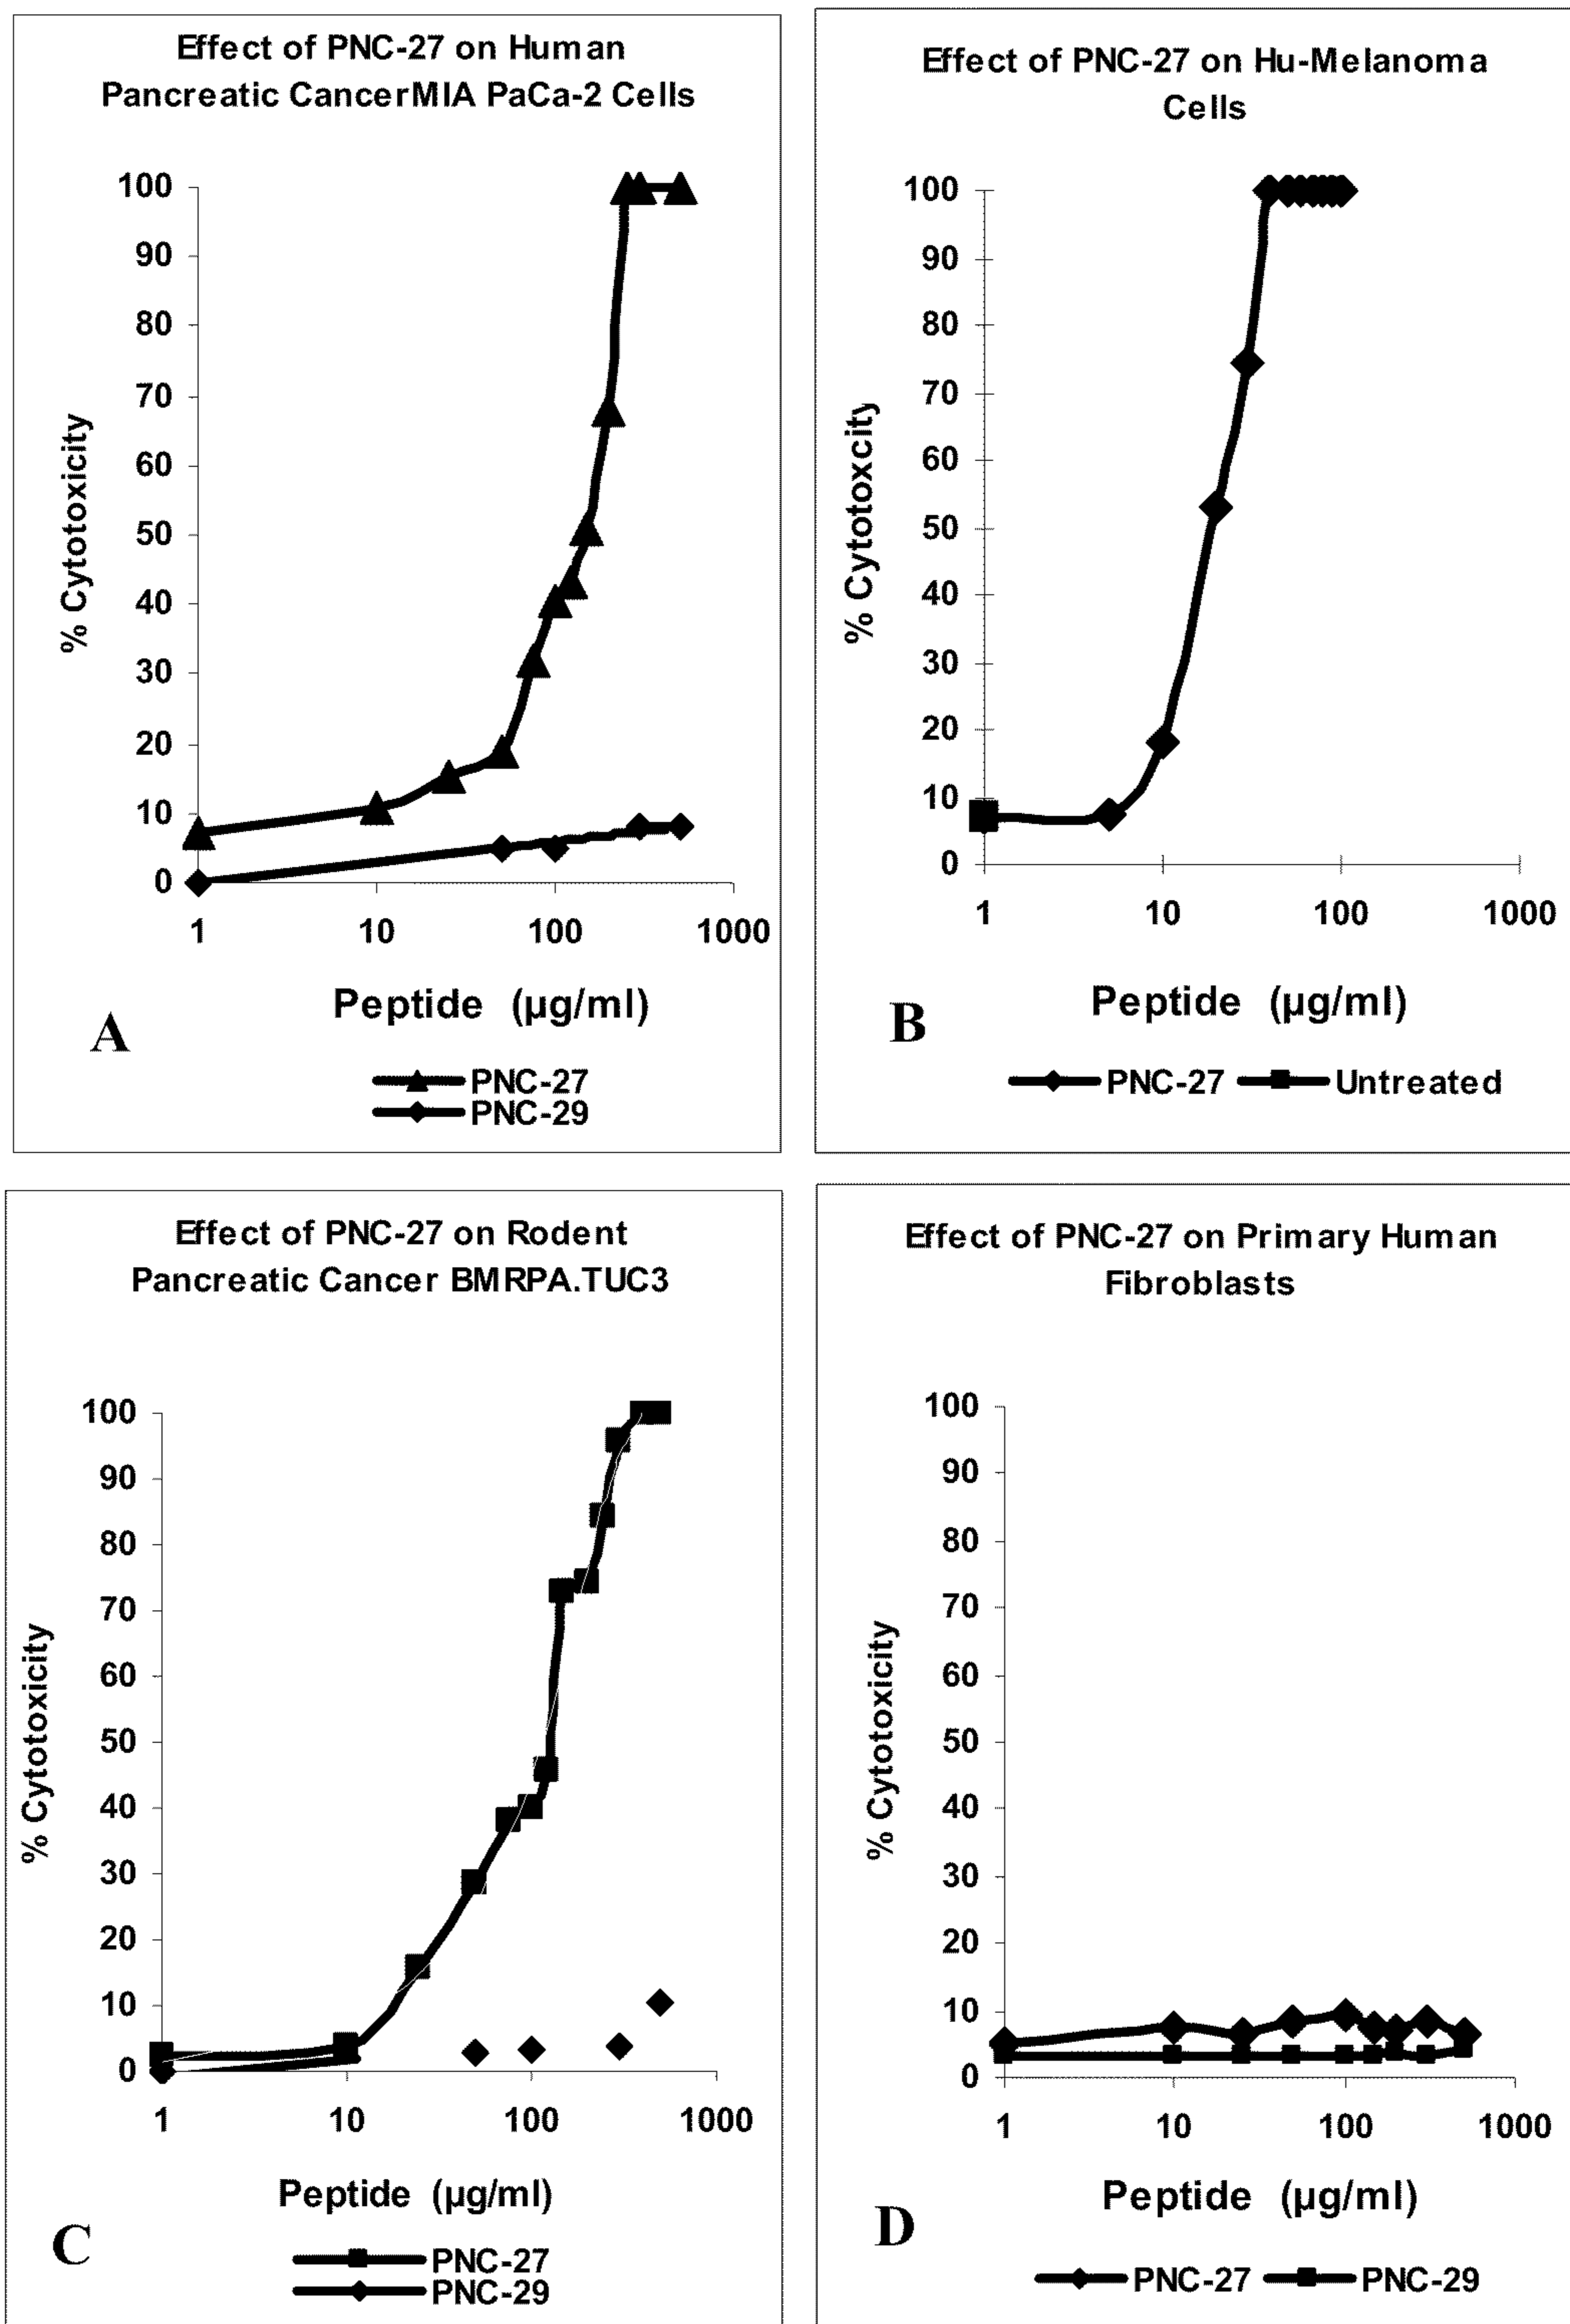 Effect of PNC-27 on Human
Pancreatic CancerMIA PaCa-2 Cells
100
90
80
70
60
50
40
30
20
10
0
% Cytotoxicity
1 10 100 1000
Peptide (µg/ml)
A
PNC-27
PNC-29
Effect of PNC-27 on Hu-Melanoma
Cells
100
90
80
70
60
50
40
30
20
10
0
% Cytotoxcity
1 10 100 1000
Peptide (µg/ml)
B
PNC-27 Untreated
Effect of PNC-27 on Rodent
Pancreatic Cancer BMRPA.TUC3
100
90
80
70
60
50
40
30
20
10
0
% Cytotoxicity
1 10 100 1000
Peptide (µg/ml)
C
PNC-27
PNC-29
Effect of PNC-27 on Primary Human
Fibroblasts
100
90
80
70
60
50
40
30
20
10
0
% Cytotoxicity
1 10 100 1000
Peptide (µg/ml)
D
PNC-27 PNC-29